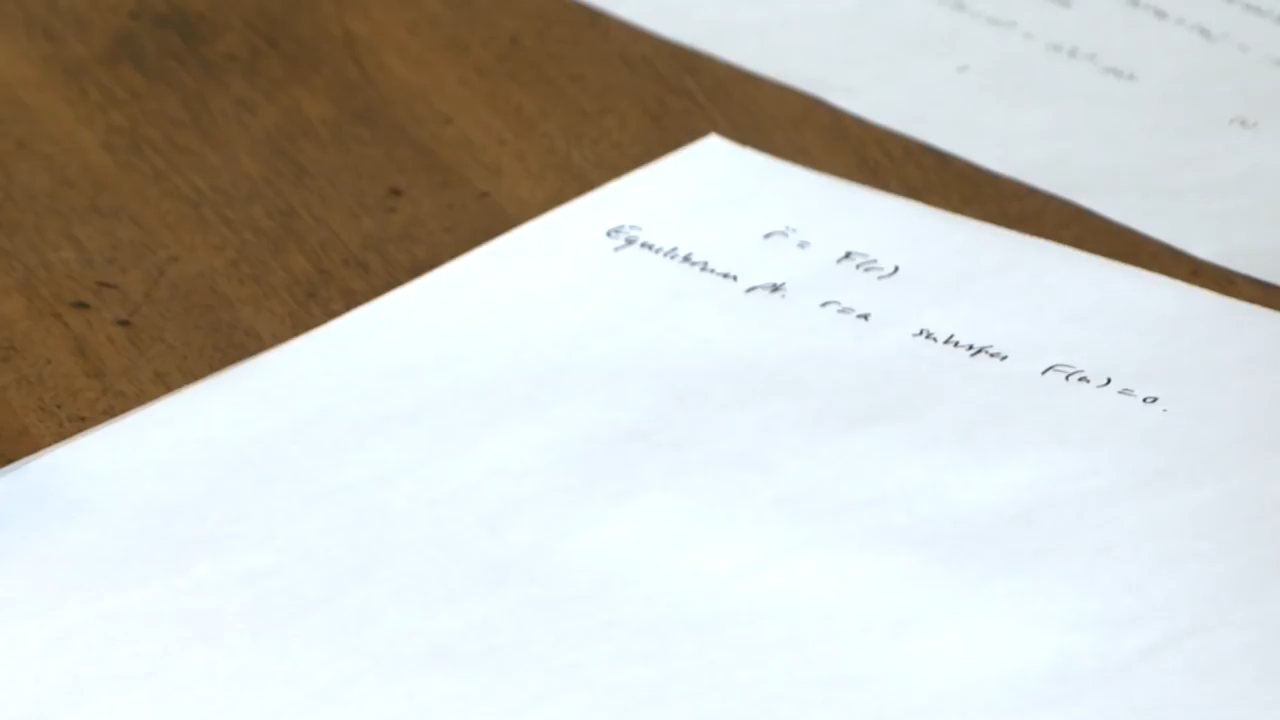 r̈ = F(r)
Equilibrium pt. r=a satisfies F(a) = 0.